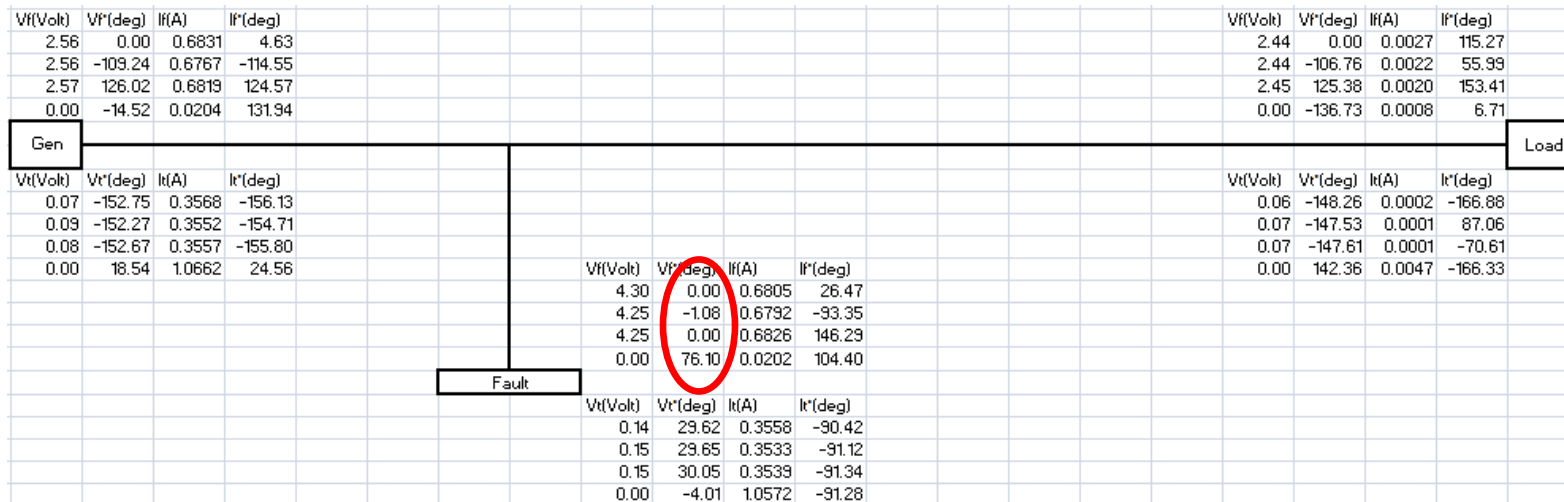 Vf(Volt) Vf°(deg) If(A) If°(deg) Vf(Volt) Vf°(deg) If(A) If°(deg)
2.56 0.00 0.6831 4.63 2.44 0.00 0.0027 115.27
2.56 -109.24 0.6767 -114.55 2.44 -106.76 0.0022 55.99
2.57 126.02 0.6819 124.57 2.45 125.38 0.0020 153.41
0.00 -14.52 0.0204 131.94 0.00 -136.73 0.0008 6.71
Gen Load
Vt(Volt) Vt°(deg) It(A) It°(deg) Vt(Volt) Vt°(deg) It(A) It°(deg)
0.07 -152.75 0.3568 -156.13 0.06 -148.26 0.0002 -166.88
0.09 -152.27 0.3552 -154.71 0.07 -147.53 0.0001 87.06
0.08 -152.67 0.3557 -155.80 0.07 -147.61 0.0001 -70.61
0.00 18.54 1.0662 24.56 0.00 142.36 0.0047 -166.33
Vf(Volt) Vf°(deg) If(A) If°(deg)
4.30 0.00 0.6805 26.47
4.25 -1.08 0.6792 -93.35
4.25 0.00 0.6826 146.29
0.00 76.10 0.0202 104.40
Fault
Vt(Volt) Vt°(deg) It(A) It°(deg)
0.14 29.62 0.3558 -90.42
0.15 29.65 0.3533 -91.12
0.15 30.05 0.3539 -91.34
0.00 -4.01 1.0572 -91.28